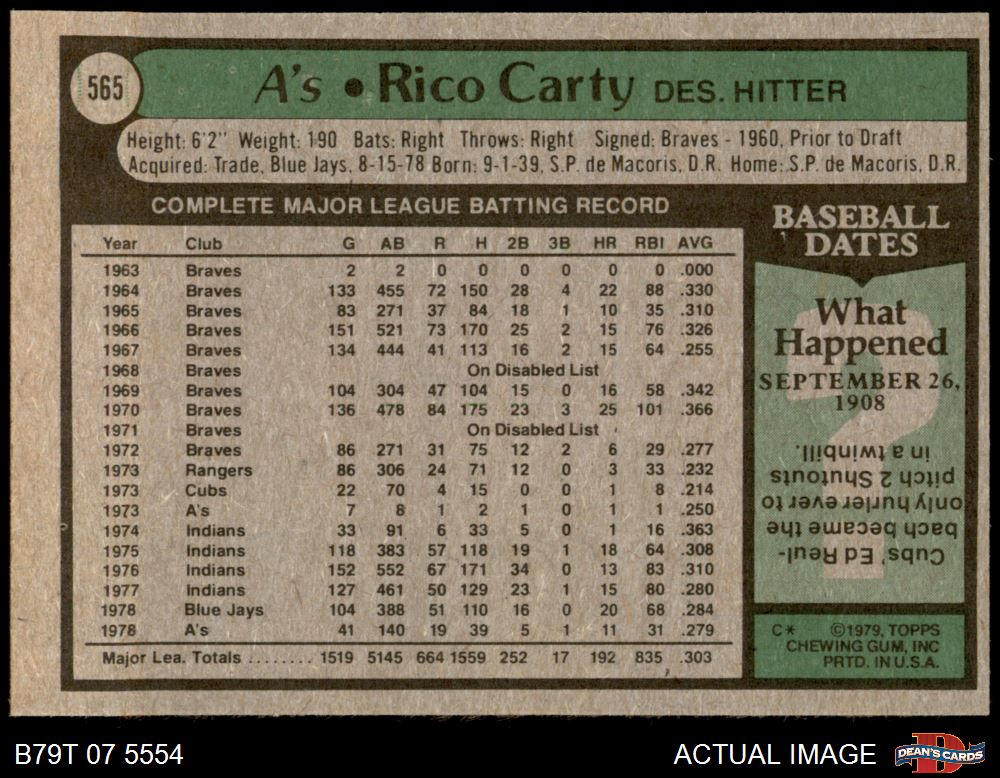 565
A's • Rico Carty DES. HITTER
Height: 6'2" Weight: 190 Bats: Right Throws: Right Signed: Braves - 1960, Prior to Draft
Acquired: Trade, Blue Jays, 8-15-78 Born: 9-1-39, S.P. de Macoris, D.R. Home: S.P. de Macoris, D.R.
COMPLETE MAJOR LEAGUE BATTING RECORD
Year Club G AB R H 2B 3B HR RBI AVG
1963 Braves 2 2 0 0 0 0 0 0 .000
1964 Braves 133 455 72 150 28 4 22 88 .330
1965 Braves 83 271 37 84 18 1 10 35 .310
1966 Braves 151 521 73 170 25 2 15 76 .326
1967 Braves 134 444 41 113 16 2 15 64 .255
1968 Braves On Disabled List
1969 Braves 104 304 47 104 15 0 16 58 .342
1970 Braves 136 478 84 175 23 3 25 101 .366
1971 Braves On Disabled List
1972 Braves 86 271 31 75 12 2 6 29 .277
1973 Rangers 86 306 24 71 12 0 3 33 .232
1973 Cubs 22 70 4 15 0 0 1 8 .214
1973 A's 7 8 1 2 1 0 1 1 .250
1974 Indians 33 91 6 33 5 0 1 16 .363
1975 Indians 118 383 57 118 19 1 18 64 .308
1976 Indians 152 552 67 171 34 0 13 83 .310
1977 Indians 127 461 50 129 23 1 15 80 .280
1978 Blue Jays 104 388 51 110 16 0 20 68 .284
1978 A's 41 140 19 39 5 1 11 31 .279
Major Lea. Totals ........ 1519 5145 664 1559 252 17 192 835 .303
BASEBALL
DATES
What
Happened
SEPTEMBER 26,
1908
Cubs' Ed Reul-
bach became the
only hurler ever to
pitch 2 Shutouts
in a twinbill.
C* ©1979, TOPPS
CHEWING GUM, INC
PRTD. IN U.S.A.
B79T 07 5554
ACTUAL IMAGE
DEAN'S CARDS